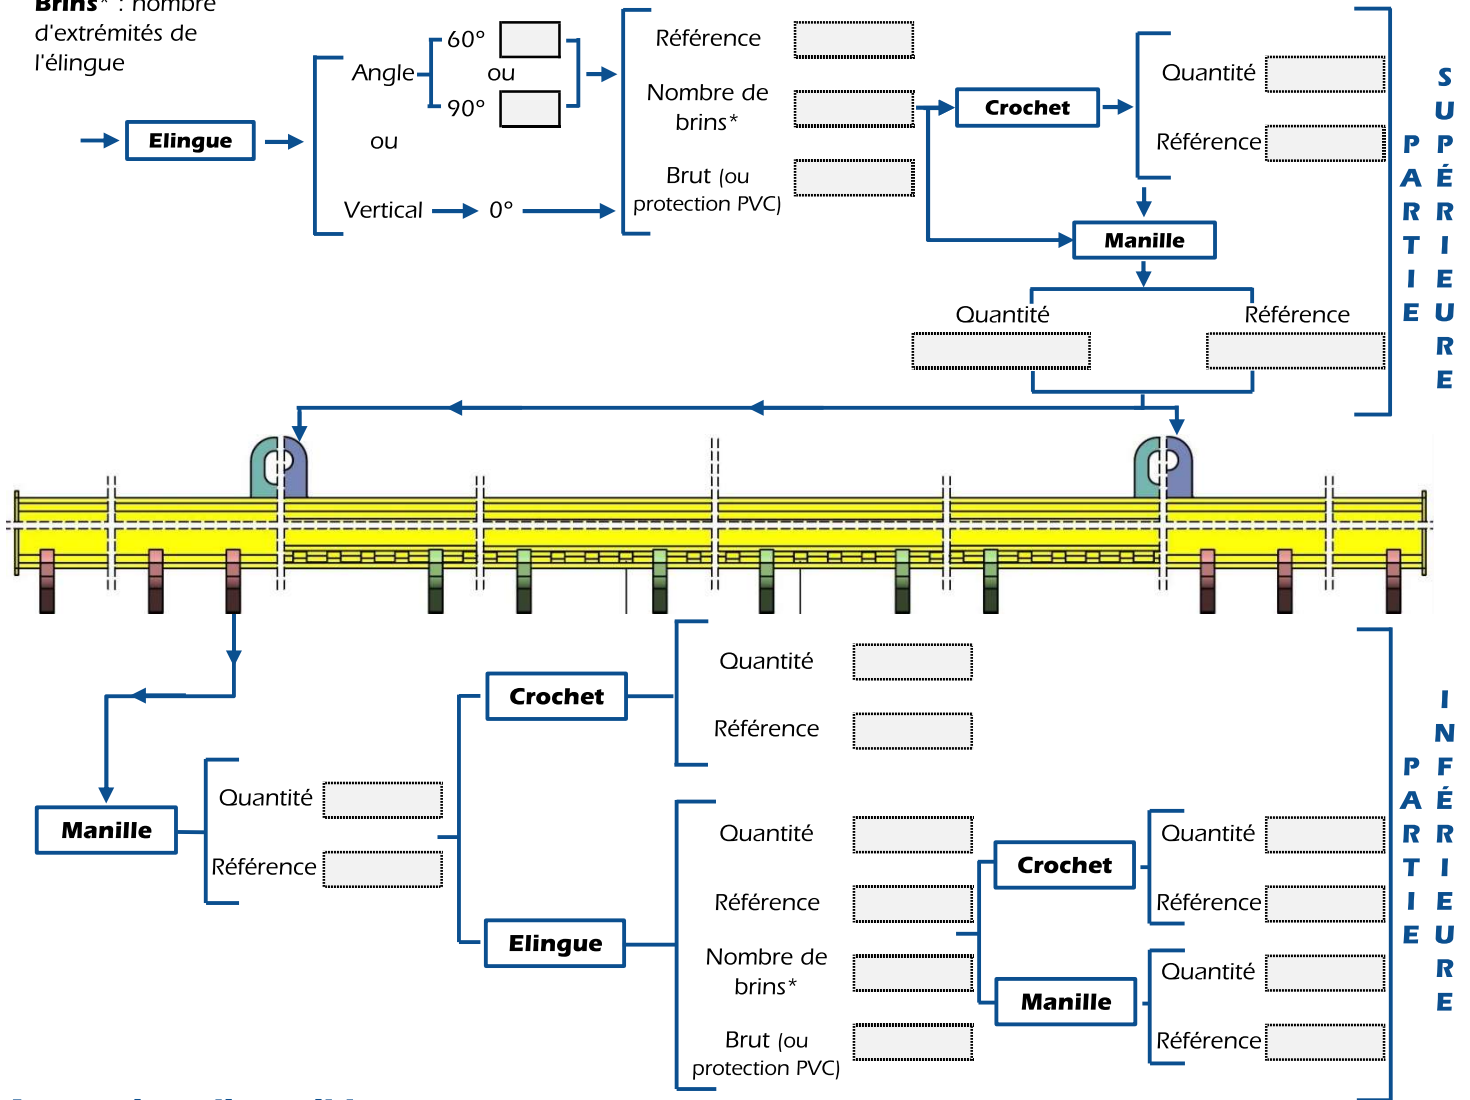 Brins* : nombre
d'extrémités de
l'élingue
Elingue
Angle
60°
ou
90°
ou
Vertical
0°
Référence
Nombre de
brins*
Brut (ou
protection PVC)
Crochet
Quantité
Référence
Manille
Quantité
Référence
PARTIE
SUPÉRIEURE
Manille
Quantité
Référence
Crochet
Quantité
Référence
Elingue
Quantité
Référence
Nombre de
brins*
Brut (ou
protection PVC)
Crochet
Quantité
Référence
Manille
Quantité
Référence
PARTIE
INFÉRIEURE